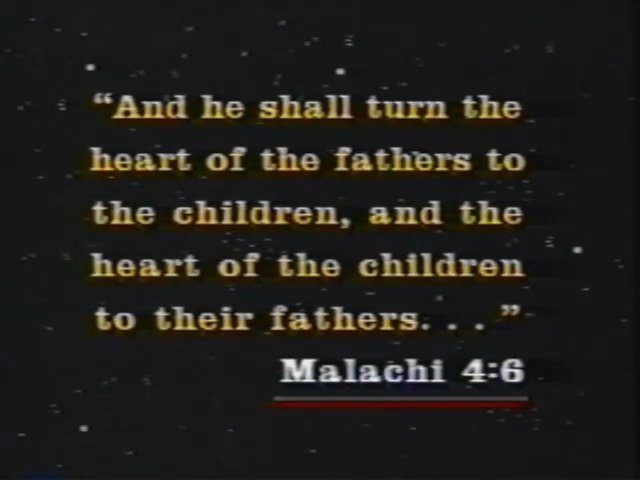 “And he shall turn the
heart of the fathers to
the children, and the
heart of the children
to their fathers. . . ”
Malachi 4:6